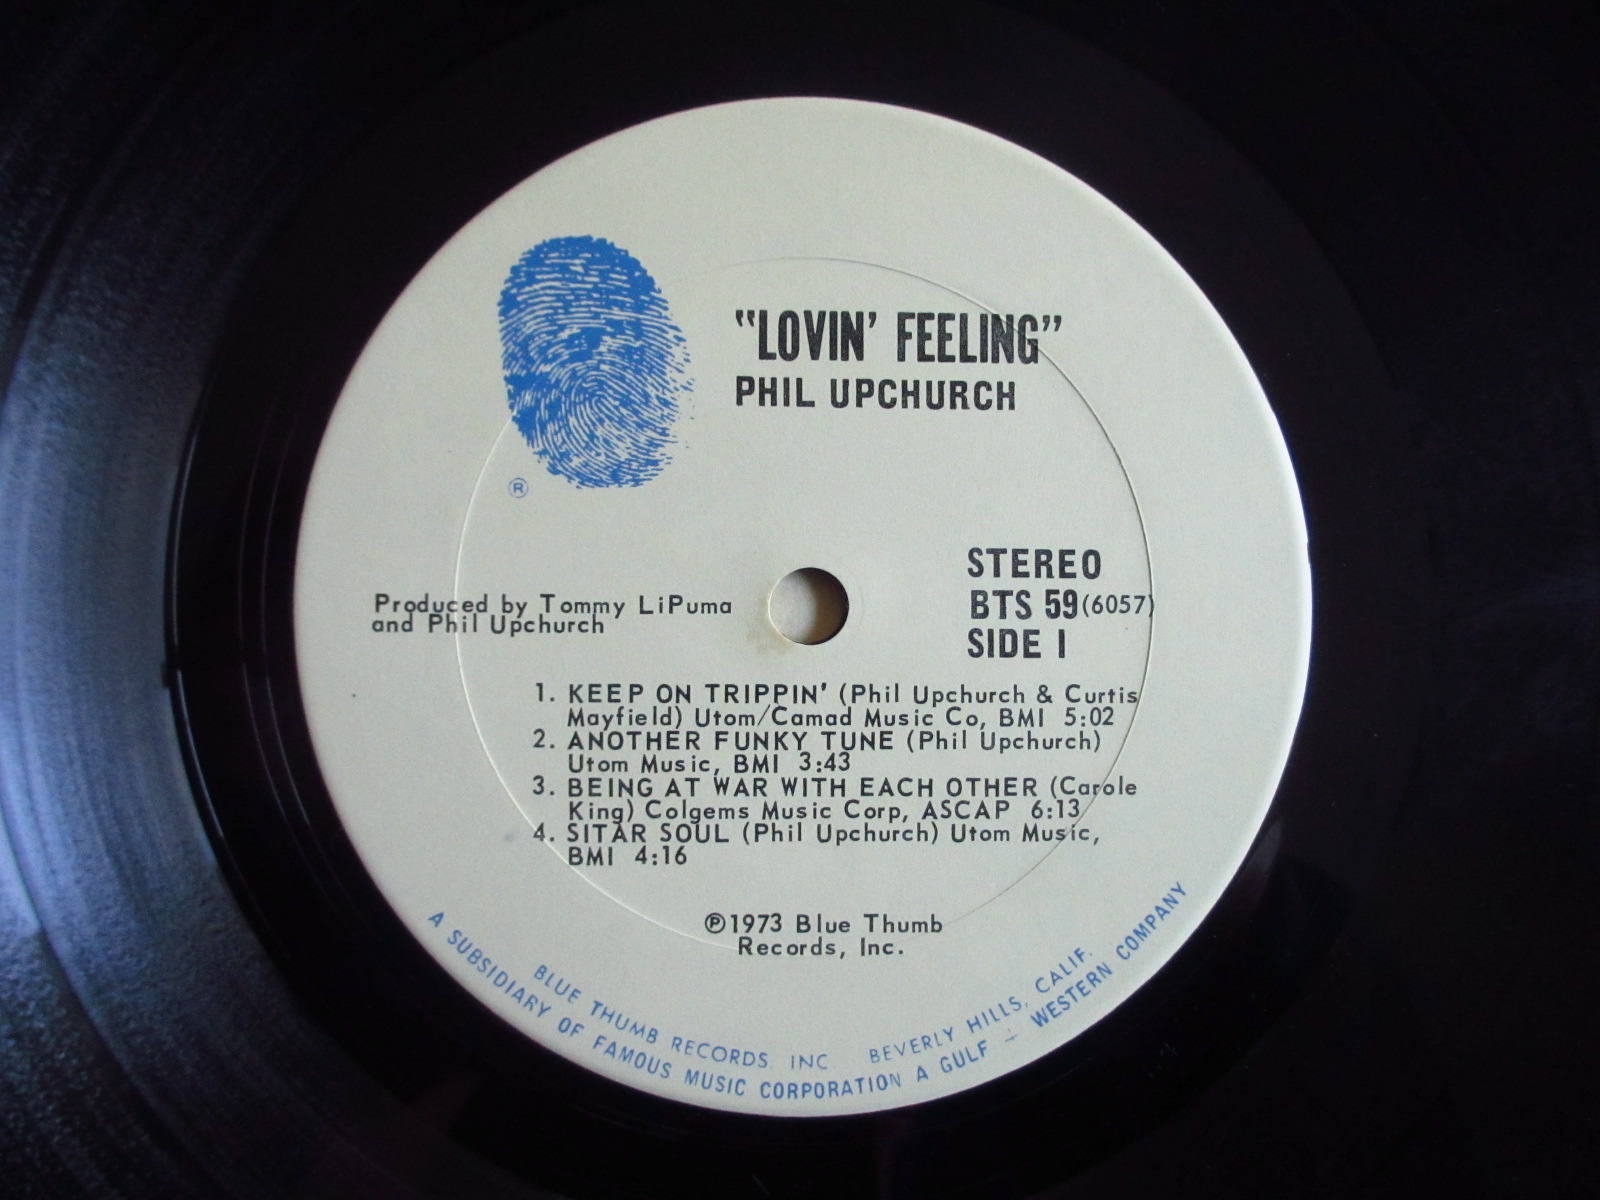 "LOVIN' FEELING"
PHIL UPCHURCH
®
STEREO
BTS 59(6057)
SIDE 1
Produced by Tommy LiPuma
and Phil Upchurch
1. KEEP ON TRIPPIN' (Phil Upchurch & Curtis
Mayfield) Utom/Camad Music Co, BMI 5:02
2. ANOTHER FUNKY TUNE (Phil Upchurch)
Utom Music, BMI 3:43
3. BEING AT WAR WITH EACH OTHER (Carole
King) Colgems Music Corp, ASCAP 6:13
4. SITAR SOUL (Phil Upchurch) Utom Music,
BMI 4:16
℗1973 Blue Thumb
Records, Inc.
BLUE THUMB RECORDS, INC BEVERLY HILLS, CALIF.
A SUBSIDIARY OF FAMOUS MUSIC CORPORATION A GULF + WESTERN COMPANY